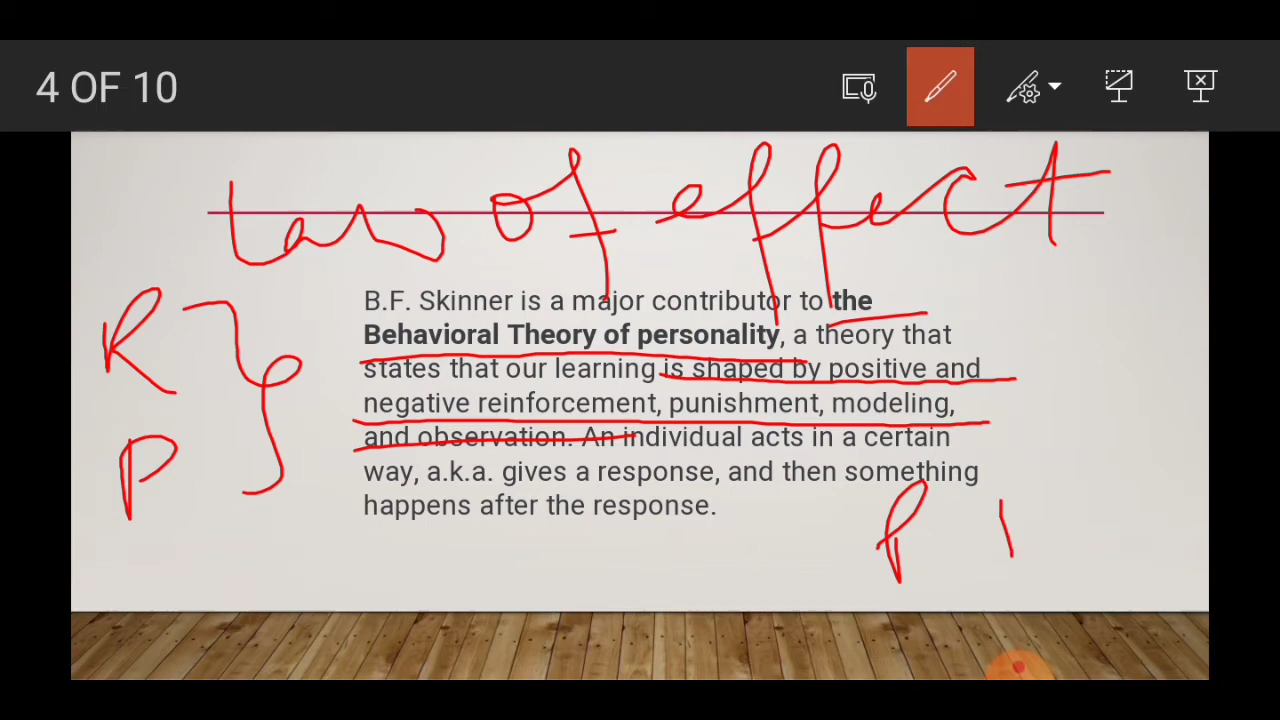 4 OF 10
Law of effect
B.F. Skinner is a major contributor to the
Behavioral Theory of personality, a theory that
states that our learning is shaped by positive and
negative reinforcement, punishment, modeling,
and observation. An individual acts in a certain
way, a.k.a. gives a response, and then something
happens after the response.
R
P
P